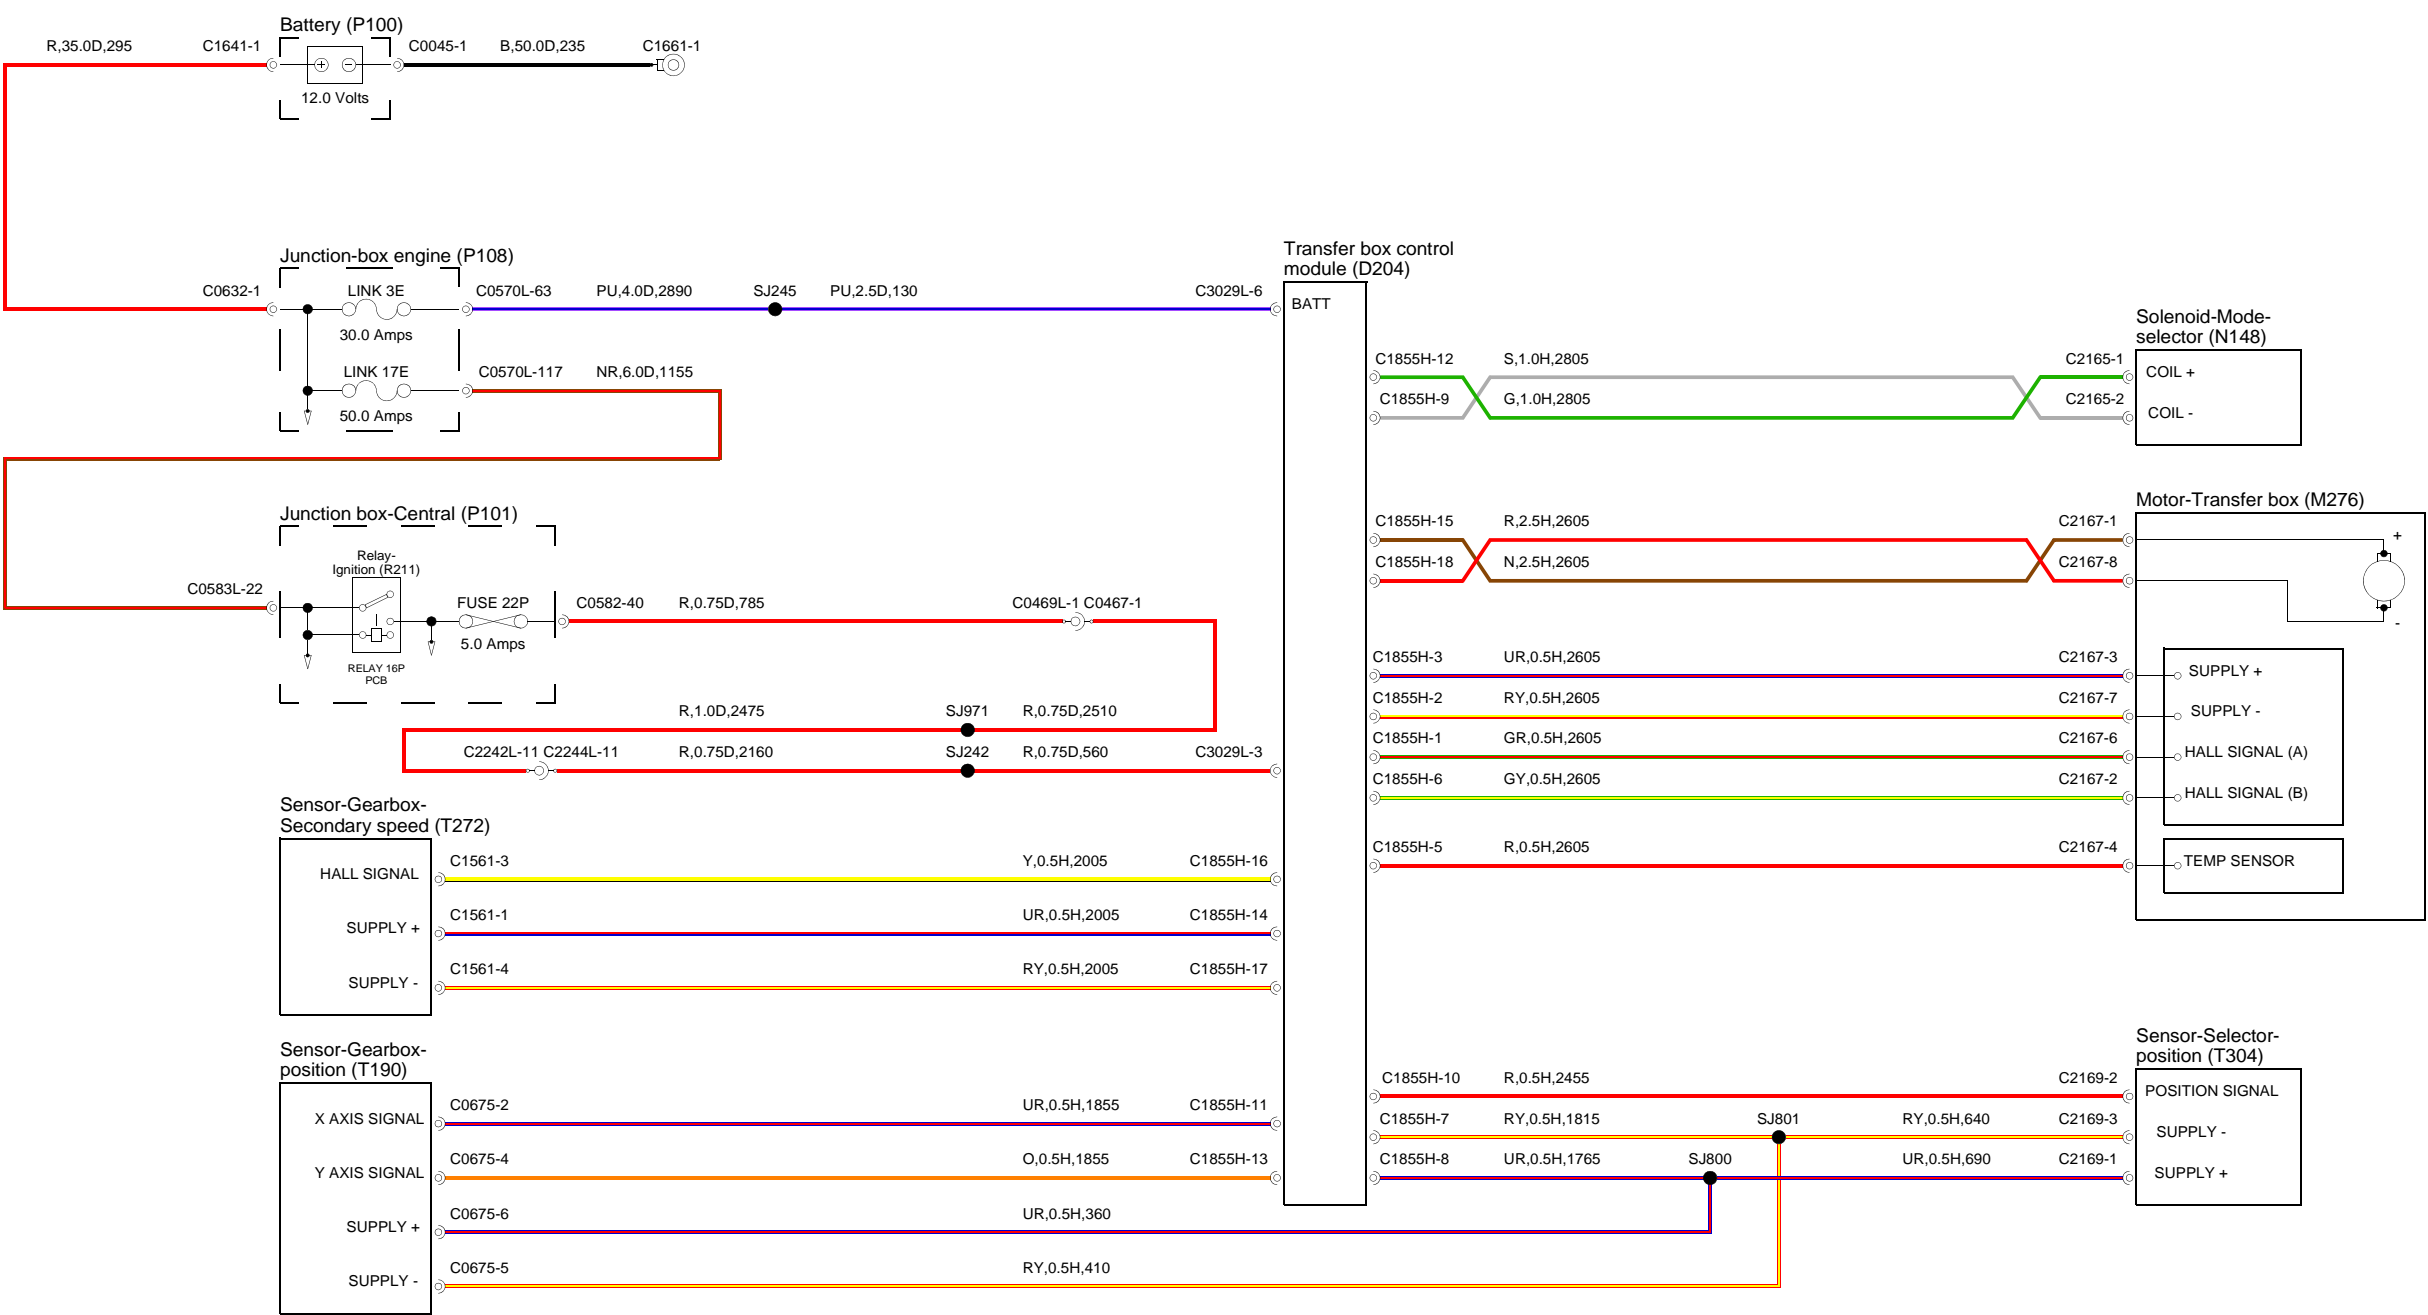 Battery (P100)
R,35.0D,295
C1641-1
C0045-1
B,50.0D,235
C1661-1
12.0 Volts
Junction-box engine (P108)
C0632-1
LINK 3E
30.0 Amps
C0570L-63
PU,4.0D,2890
SJ245
PU,2.5D,130
C3029L-6
LINK 17E
50.0 Amps
C0570L-117
NR,6.0D,1155
Transfer box control
module (D204)
BATT
Solenoid-Mode-
selector (N148)
C1855H-12
S,1.0H,2805
C2165-1
COIL +
C1855H-9
G,1.0H,2805
C2165-2
COIL -
Motor-Transfer box (M276)
C1855H-15
R,2.5H,2605
C2167-1
+
C1855H-18
N,2.5H,2605
C2167-8
-
Junction box-Central (P101)
Relay-
Ignition (R211)
C0583L-22
RELAY 16P
PCB
FUSE 22P
5.0 Amps
C0582-40
R,0.75D,785
C0469L-1 C0467-1
R,1.0D,2475
SJ971
R,0.75D,2510
C2242L-11 C2244L-11
R,0.75D,2160
SJ242
R,0.75D,560
C3029L-3
C1855H-3
UR,0.5H,2605
C2167-3
SUPPLY +
C1855H-2
RY,0.5H,2605
C2167-7
SUPPLY -
C1855H-1
GR,0.5H,2605
C2167-6
HALL SIGNAL (A)
C1855H-6
GY,0.5H,2605
C2167-2
HALL SIGNAL (B)
C1855H-5
R,0.5H,2605
C2167-4
TEMP SENSOR
Sensor-Gearbox-
Secondary speed (T272)
HALL SIGNAL
C1561-3
Y,0.5H,2005
C1855H-16
SUPPLY +
C1561-1
UR,0.5H,2005
C1855H-14
SUPPLY -
C1561-4
RY,0.5H,2005
C1855H-17
Sensor-Gearbox-
position (T190)
X AXIS SIGNAL
C0675-2
UR,0.5H,1855
C1855H-11
Y AXIS SIGNAL
C0675-4
O,0.5H,1855
C1855H-13
SUPPLY +
C0675-6
UR,0.5H,360
SUPPLY -
C0675-5
RY,0.5H,410
Sensor-Selector-
position (T304)
C1855H-10
R,0.5H,2455
C2169-2
POSITION SIGNAL
C1855H-7
RY,0.5H,1815
SJ801
RY,0.5H,640
C2169-3
SUPPLY -
C1855H-8
UR,0.5H,1765
SJ800
UR,0.5H,690
C2169-1
SUPPLY +